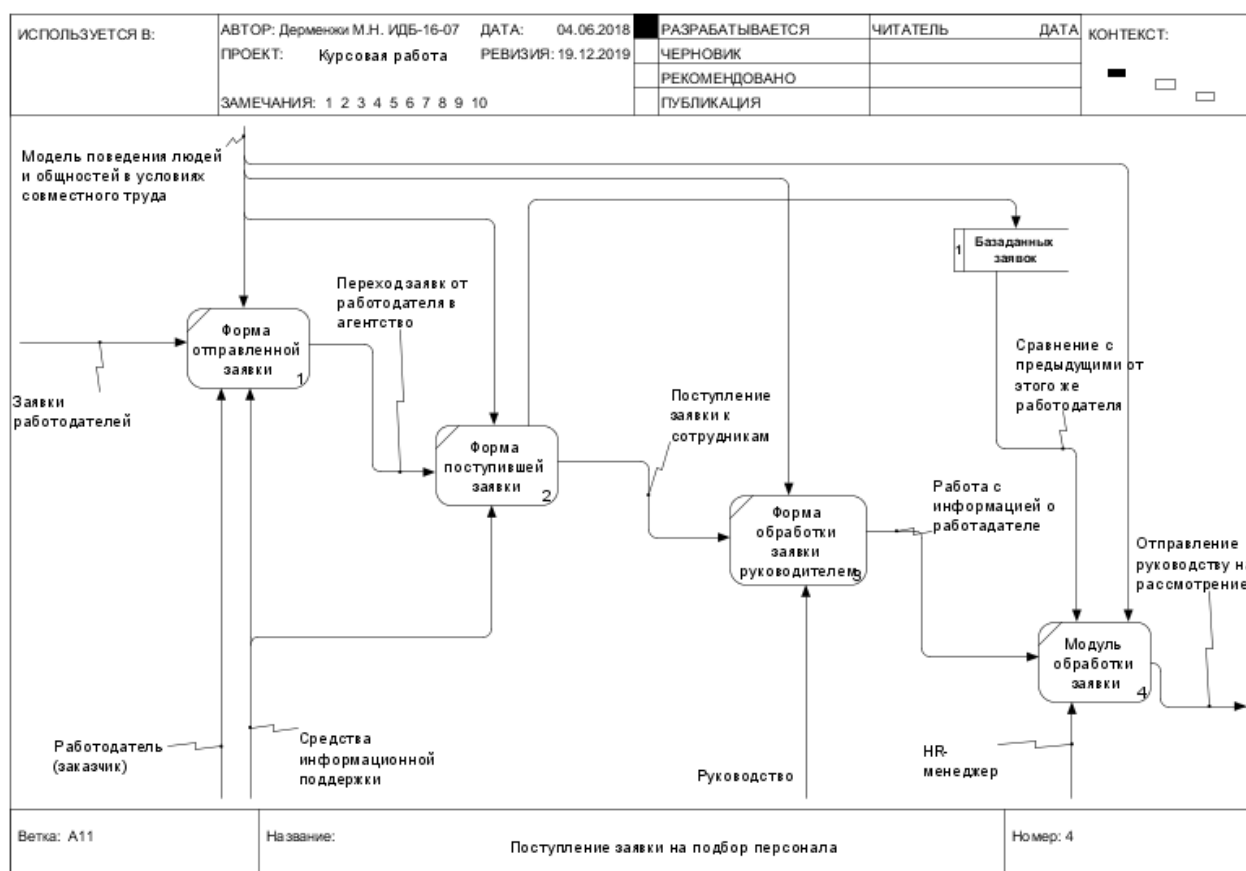 ИСПОЛЬЗУЕТСЯ В:
АВТОР: Дерменжи М.Н. ИДБ-16-07 ДАТА: 04.06.2018
ПРОЕКТ: Курсовая работа РЕВИЗИЯ: 19.12.2019
ЗАМЕЧАНИЯ: 1 2 3 4 5 6 7 8 9 10
РАЗРАБАТЫВАЕТСЯ
ЧЕРНОВИК
РЕКОМЕНДОВАНО
ПУБЛИКАЦИЯ
ЧИТАТЕЛЬ ДАТА
КОНТЕКСТ:
Модель поведения людей
и общностей в условиях
совместного труда
1
Базаданных
заявок
Переход заявк от
работодателя в
агентство
Форма
отправленной
заявки
1
Заявки
работодателей
Сравнение с
предыдущими от
этого же
работодателя
Поступление
заявки к
сотрудникам
Форма
поступившей
заявки
2
Работа с
информацией о
работадателе
Форма
обработки
заявки
руководителем
3
Отправление
руководству н
рассмотрение
Модуль
обработки
заявки
4
Работодатель
(заказчик)
Средства
информационной
поддержки
Руководство
HR-
менеджер
Ветка: A11
Название:
Поступление заявки на подбор персонала
Номер: 4